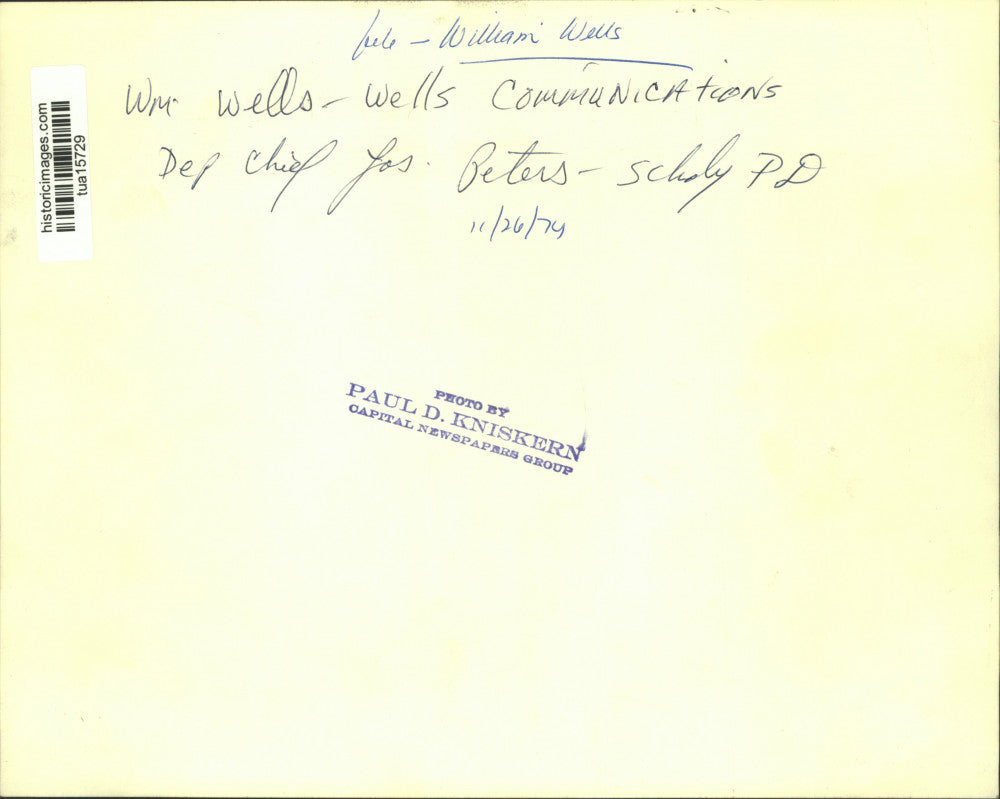 file - William Wells
Wm. Wells - Wells COMMUNICATIONS
Dep Chief Jos. Peters - Schdy PD
11/26/74
historicimages.com
tua15729
PHOTO BY
PAUL D. KNISKERN
CAPITAL NEWSPAPERS GROUP